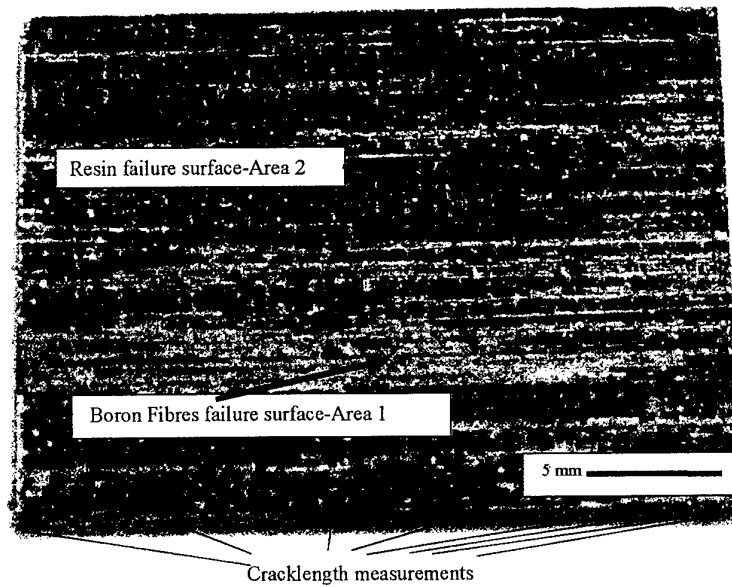 Resin failure surface-Area 2
Boron Fibres failure surface-Area 1
5 mm
Cracklength measurements